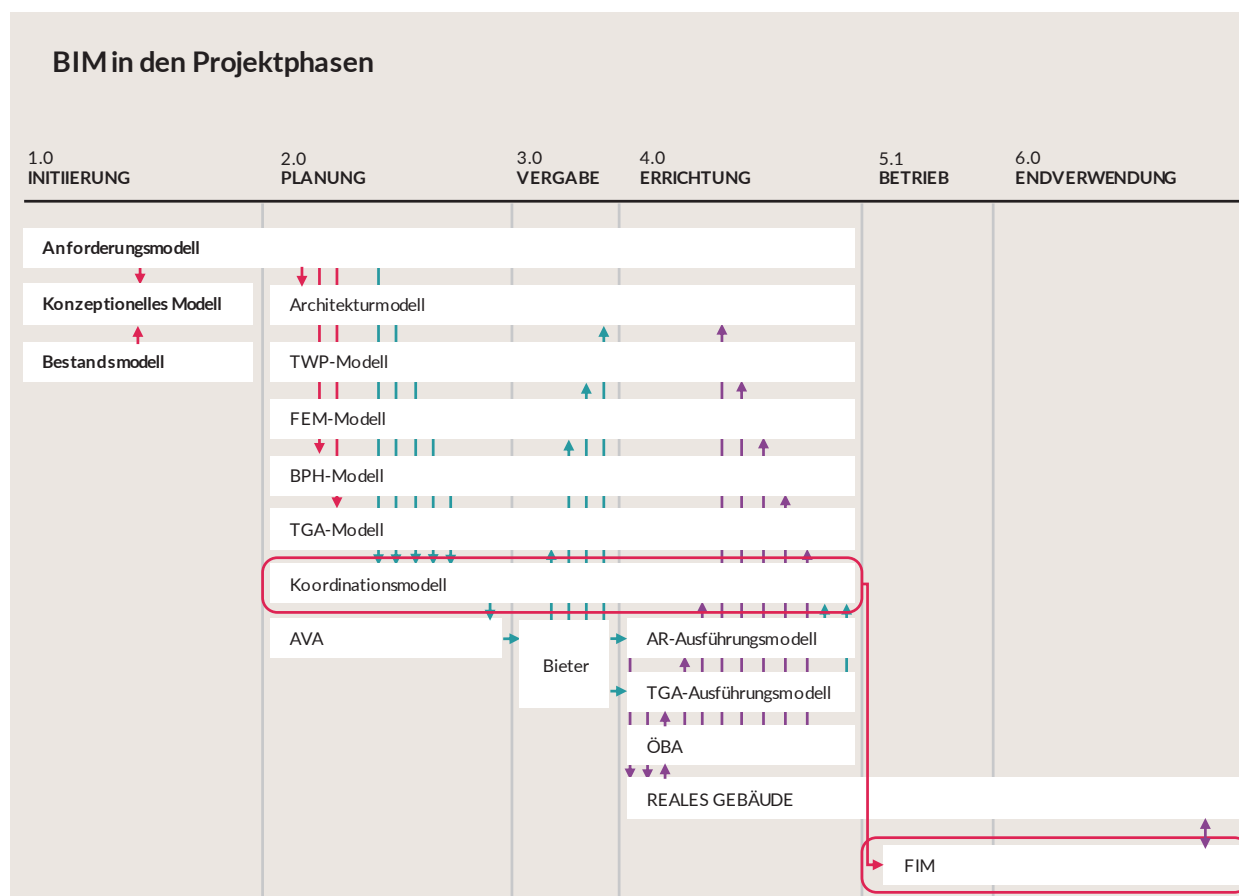 BIM in den Projektphasen
1.0
INITIIERUNG
2.0
PLANUNG
3.0
VERGABE
4.0
ERRICHTUNG
5.1
BETRIEB
6.0
ENDVERWENDUNG
Anforderungsmodell
Konzeptionelles Modell
Architekturmodell
Bestandsmodell
TWP-Modell
FEM-Modell
BPH-Modell
TGA-Modell
Koordinationsmodell
AVA
Bieter
AR-Ausführungsmodell
TGA-Ausführungsmodell
ÖBA
REALES GEBÄUDE
FIM